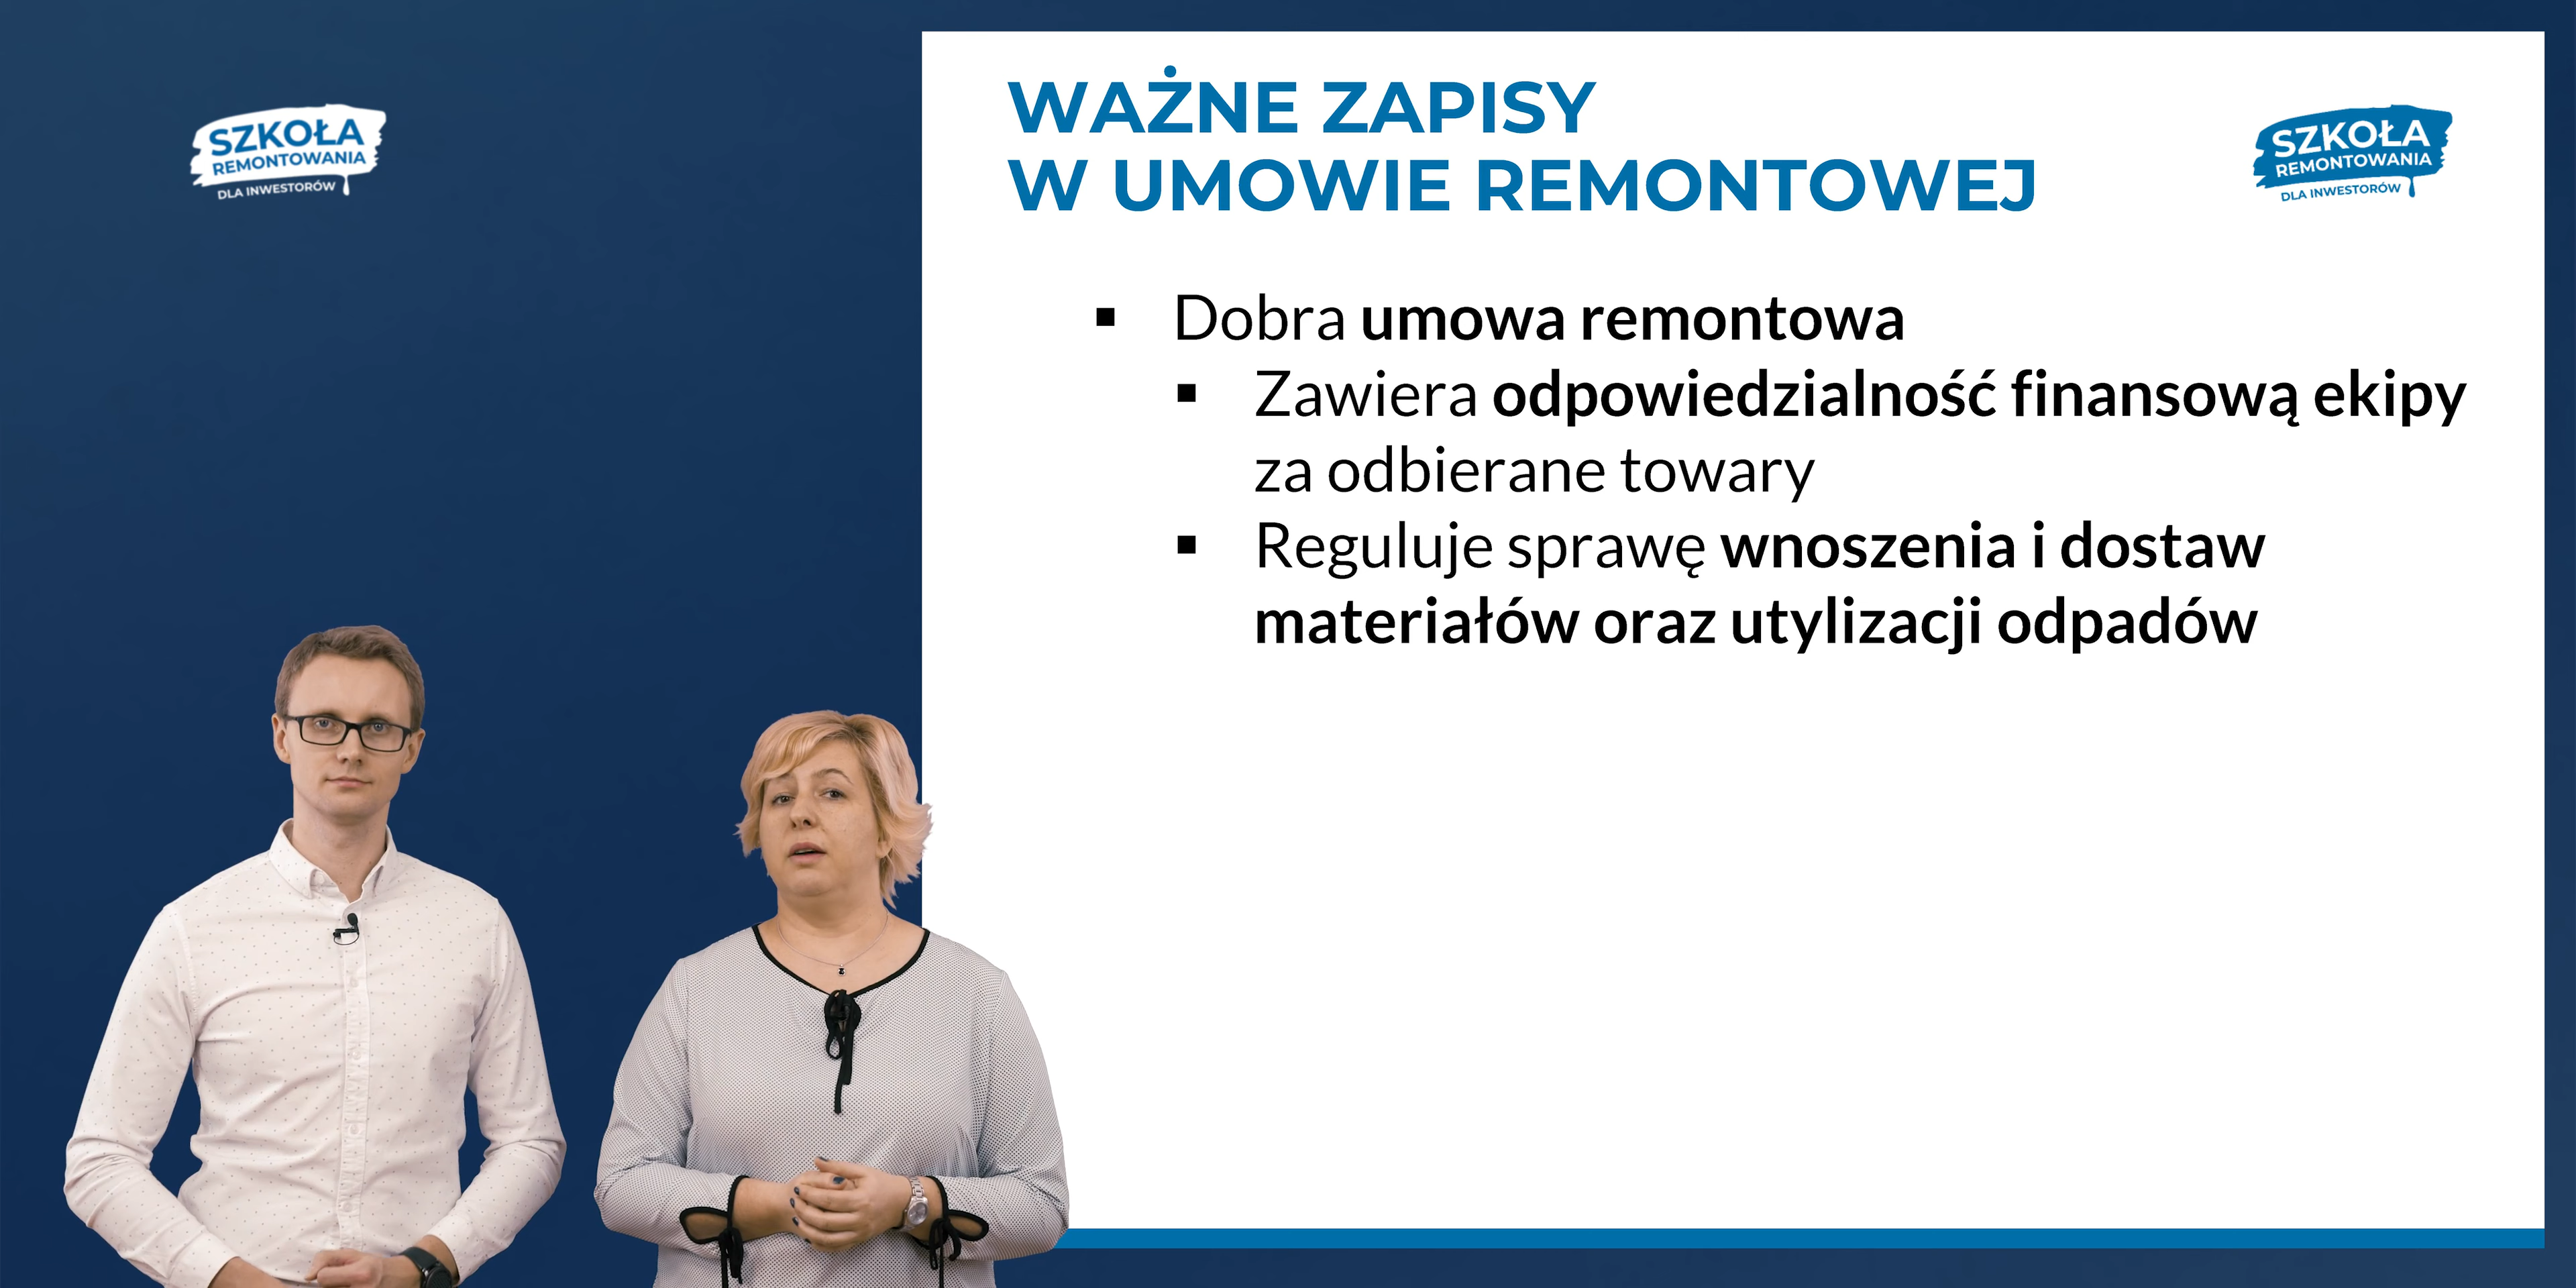 SZKOŁA
REMONTOWANIA
DLA INWESTORÓW
WAŻNE ZAPISY
W UMOWIE REMONTOWEJ
SZKOŁA
REMONTOWANIA
DLA INWESTORÓW
▪ Dobra umowa remontowa
▪ Zawiera odpowiedzialność finansową ekipy
za odbierane towary
▪ Reguluje sprawę wnoszenia i dostaw
materiałów oraz utylizacji odpadów